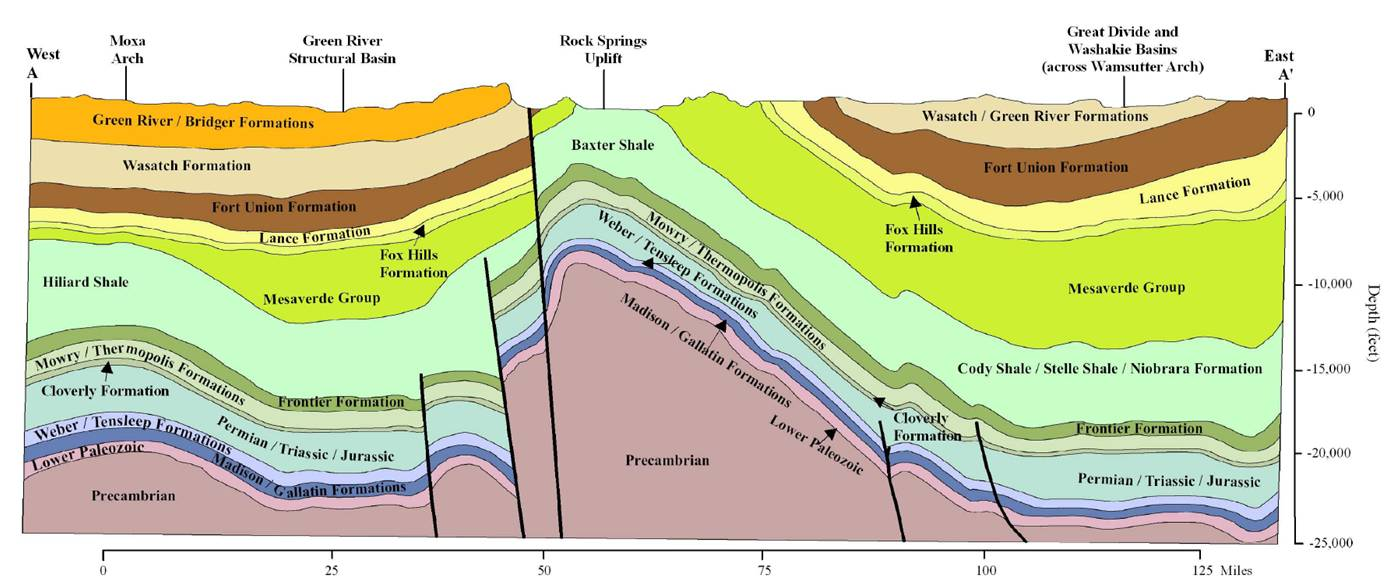 West
A
Moxa
Arch
Green River
Structural Basin
Rock Springs
Uplift
Great Divide and
Washakie Basins
(across Wamsutter Arch)
East
A'
Green River / Bridger Formations
Wasatch Formation
Fort Union Formation
Lance Formation
Fox Hills
Formation
Mesaverde Group
Hiliard Shale
Mowry / Thermopolis Formations
Cloverly Formation
Frontier Formation
Permian / Triassic / Jurassic
Weber / Tensleep Formations
Madison / Gallatin Formations
Lower Paleozoic
Precambrian
Baxter Shale
Mowry / Thermopolis Formations
Weber / Tensleep Formations
Madison / Gallatin Formations
Lower Paleozoic
Precambrian
Wasatch / Green River Formations
Fort Union Formation
Lance Formation
Fox Hills
Formation
Mesaverde Group
Cody Shale / Stelle Shale / Niobrara Formation
Cloverly
Formation
Frontier Formation
Permian / Triassic / Jurassic
0
-5,000
-10,000
-15,000
-20,000
-25,000
Depth (feet)
0
25
50
75
100
125 Miles